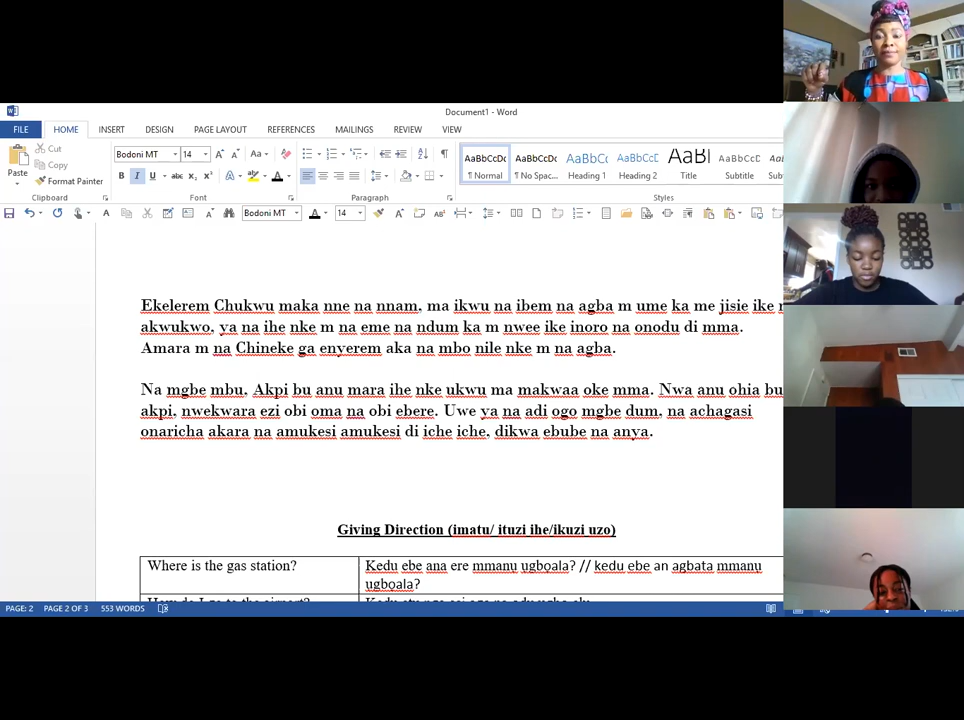 Document1 - Word
FILE HOME INSERT DESIGN PAGE LAYOUT REFERENCES MAILINGS REVIEW VIEW
Cut
Copy
Format Painter
Paste
Bodoni MT 14
AaBbCcDc AaBbCcDc AaBbCc AaBbCc AaBl AaBbCcD AaBbCcDc
¶ Normal ¶ No Spac... Heading 1 Heading 2 Title Subtitle
Clipboard Font Paragraph Styles
Bodoni MT 14
Ekelerem Chukwu maka nne na nnam, ma ikwu na ibem na agba m ume ka me jisie ike
akwukwo, ya na ihe nke m na eme na ndum ka m nwee ike inoro na onodu di mma.
Amara m na Chineke ga enyerem aka na mbo nile nke m na agba.
Na mgbe mbu, Akpi bu anu mara ihe nke ukwu ma makwaa oke mma. Nwa anu ohia bu
akpi, nwekwara ezi obi oma na obi ebere. Uwe ya na adi ogo mgbe dum, na achagasi
onaricha akara na amukesi amukesi di iche iche, dikwa ebube na anya.
Giving Direction (imatu/ ituzi ihe/ikuzi uzo)
Where is the gas station? Kedu ebe ana ere mmanụ ụgbọala? // kedu ebe an agbata mmanụ
ụgbọala?
PAGE: 2 PAGE 2 OF 3 553 WORDS